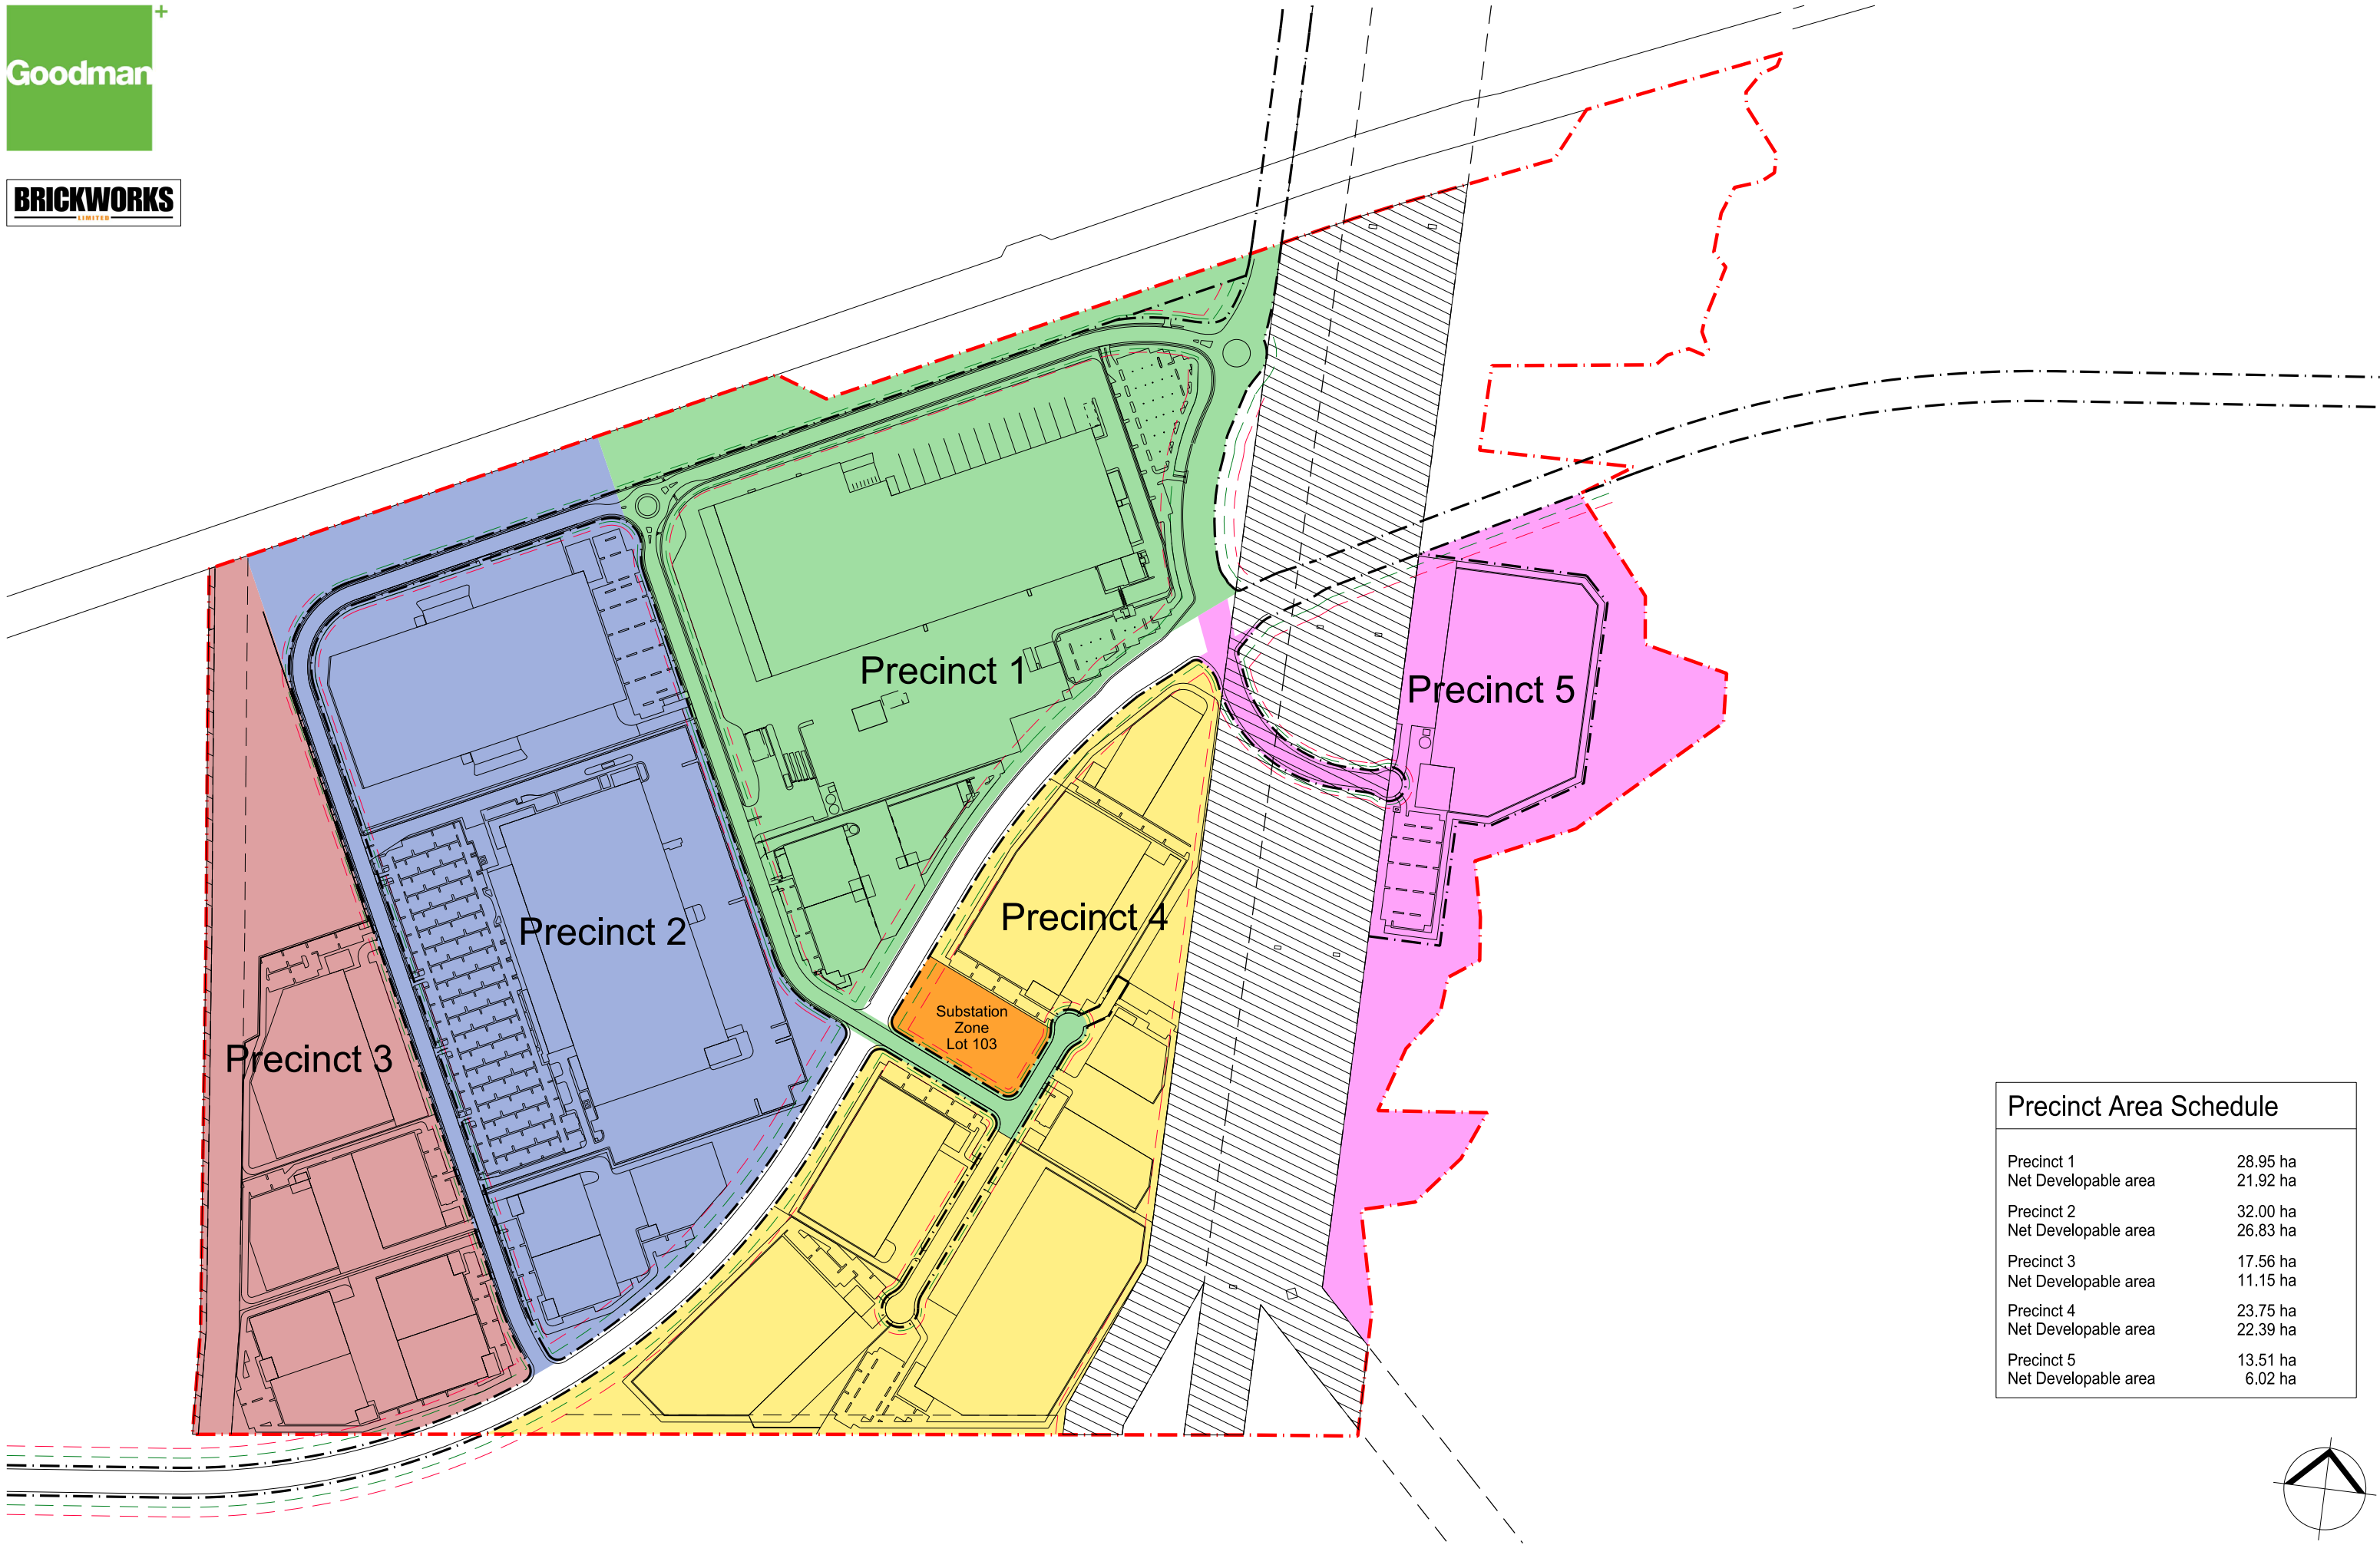 Goodman
+
BRICKWORKS
LIMITED
Precinct 1
Precinct 5
Precinct 4
Precinct 2
Substation
Zone
Lot 103
Precinct 3
Precinct Area Schedule
Precinct 1 28.95 ha
Net Developable area 21.92 ha
Precinct 2 32.00 ha
Net Developable area 26.83 ha
Precinct 3 17.56 ha
Net Developable area 11.15 ha
Precinct 4 23.75 ha
Net Developable area 22.39 ha
Precinct 5 13.51 ha
Net Developable area 6.02 ha